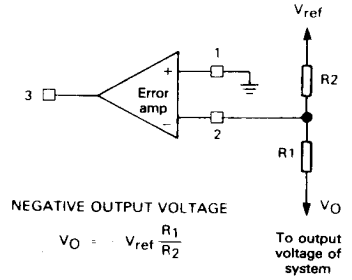 Vref
1
+
R2
3
Error
amp
−
2
R1
NEGATIVE OUTPUT VOLTAGE
VO
VO = Vref R1/R2
To output
voltage of
system